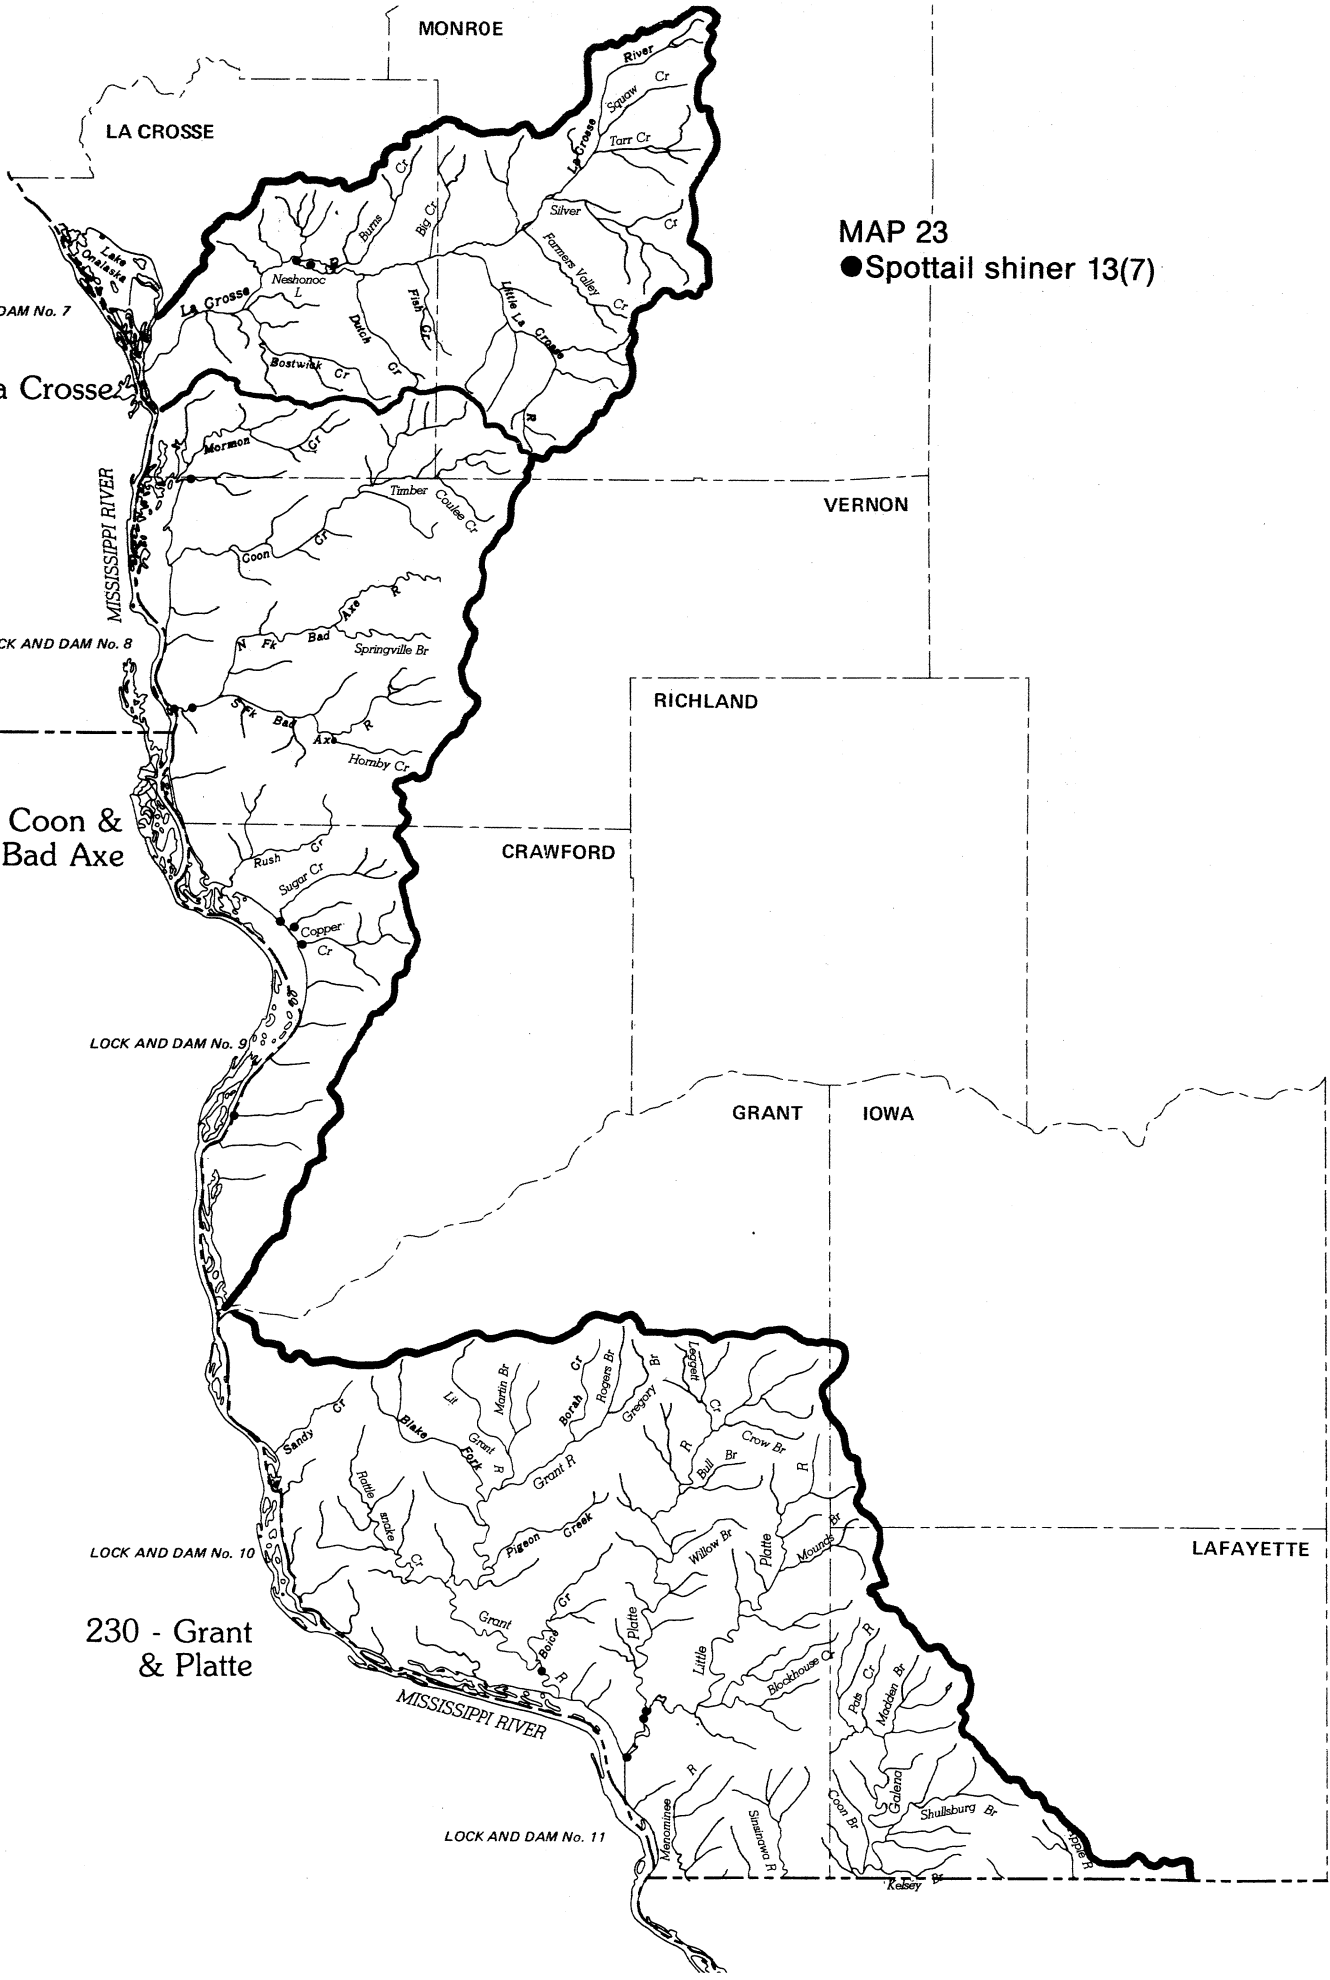 MONROE
River
Squaw Cr
LA CROSSE
La Crosse
Tarr Cr
Burns Cr
Big Cr
Silver Cr
Farmers Valley Cr
MAP 23
●Spottail shiner 13(7)
Lake
Onalaska
Neshonoc
L
La Crosse
DAM No. 7
Fish Cr
Dutch Cr
Little La Crosse R
Bostwick Cr
a Crosse
Mormon Cr
MISSISSIPPI RIVER
Timber Coulee Cr
VERNON
Coon Cr
N Fk Bad Axe R
Springville Br
CK AND DAM No. 8
S Fk Bad Axe R
Hornby Cr
RICHLAND
Coon &
Bad Axe
CRAWFORD
Rush Cr
Sugar Cr
Copper
Cr
LOCK AND DAM No. 9
GRANT
IOWA
Sandy Cr
Blake Fork
Lit Grant R
Martin Br
Borah Cr
Rogers Br
Gregory Br
Leggett Cr
Crow Br
Bull Br
R
R
Grant R
Rattle snake Cr
Pigeon Creek
Willow Br
Platte
Mounds Br
LAFAYETTE
LOCK AND DAM No. 10
230 - Grant
& Platte
Grant R
Boice Cr
Platte
Little
Blockhouse Cr
Pats Cr
R
Madden Br
MISSISSIPPI RIVER
Menominee R
Sinsinawa R
Coon Br
Galena
Shullsburg Br
Apple R
LOCK AND DAM No. 11
Kelsey Br